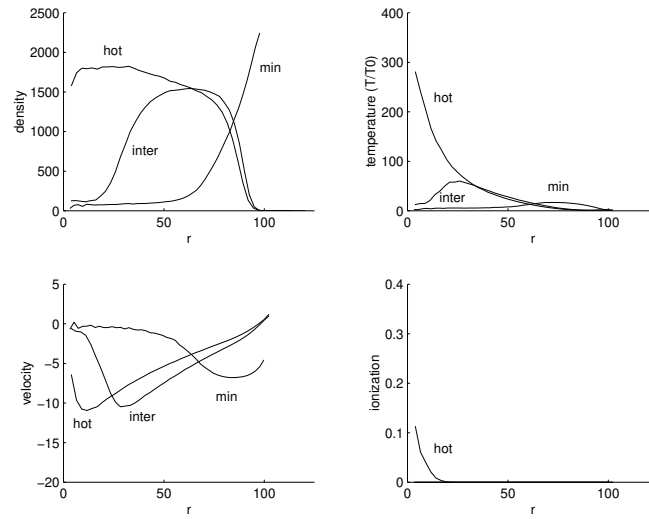 2500
2000
1500
1000
500
0
density
hot
inter
min
0 50 100
r
400
300
200
100
0
temperature (T/T0)
hot
inter
min
0 50 100
r
5
0
−5
−10
−15
−20
velocity
hot
inter
min
0 50 100
r
0.4
0.3
0.2
0.1
0
ionization
hot
0 50 100
r